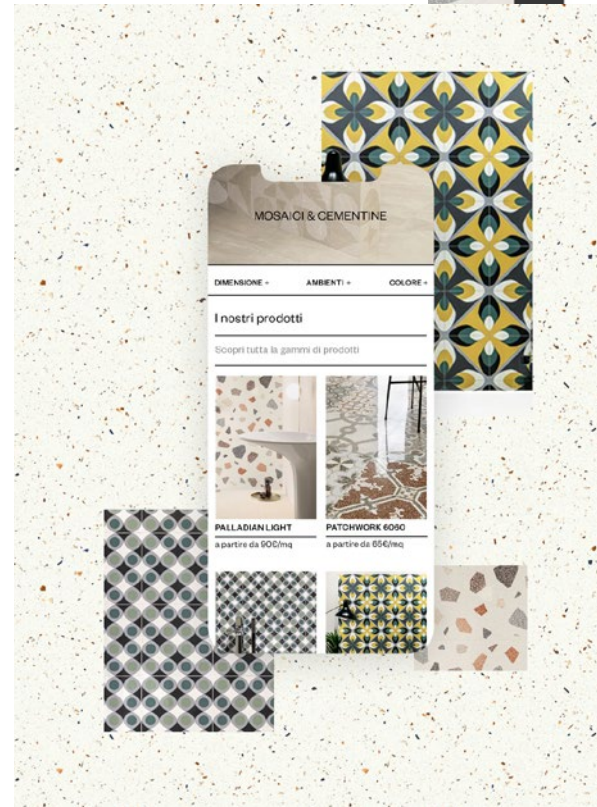 MOSAICI & CEMENTINE
DIMENSIONE + AMBIENTI + COLORE +
I nostri prodotti
Scopri tutta la gammi di prodotti
PALLADIAN LIGHT PATCHWORK 6060
a partire da 90€/mq a partire da 65€/mq